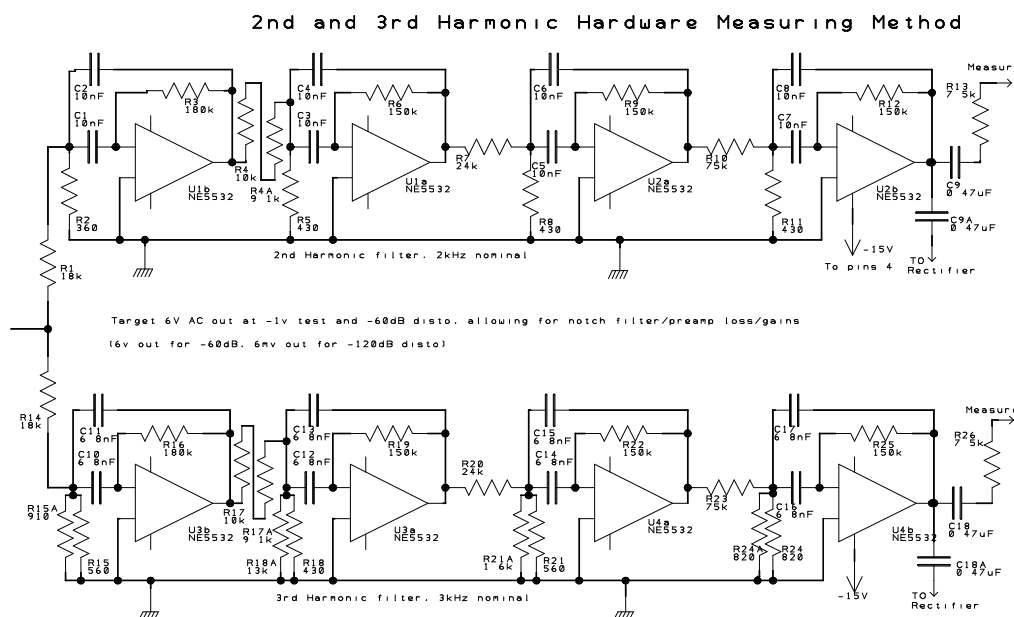 2nd and 3rd Harmonic Hardware Measuring Method
C2
10nF
R3
180k
C1
10nF
R4
10k
U1b
NE5532
R2
360
R1
18k
C4
10nF
R6
150k
C3
10nF
R4A
9 1k
R5
430
U1a
NE5532
R7
24k
C6
10nF
R9
150k
C5
10nF
R8
430
U2a
NE5532
R10
75k
C8
10nF
R12
150k
C7
10nF
R11
430
U2b
NE5532
Measur
R13
7 5k
C9
0 47uF
C9A
0 47uF
-15V
To pins 4
TO
Rectifier
2nd Harmonic filter. 2kHz nominal
Target 6V AC out at -1v test and -60dB disto. allowing for notch filter/preamp loss/gains
(6v out for -60dB. 6mv out for -120dB disto)
R14
18k
C11
6 8nF
R16
180k
C10
6 8nF
R15A
910
R15
560
U3b
NE5532
R17
10k
R17A
9 1k
C13
6 8nF
R19
150k
C12
6 8nF
R18A
13k
R18
430
U3a
NE5532
R20
24k
C15
6 8nF
R22
150k
C14
6 8nF
R21A
1 6k
R21
560
U4a
NE5532
R23
75k
C17
6 8nF
R25
150k
C16
6 8nF
R24A
820
R24
820
U4b
NE5532
Measur
R26
7 5k
C18
0 47uF
C18A
0 47uF
-15V
TO
Rectifier
3rd Harmonic filter. 3kHz nominal